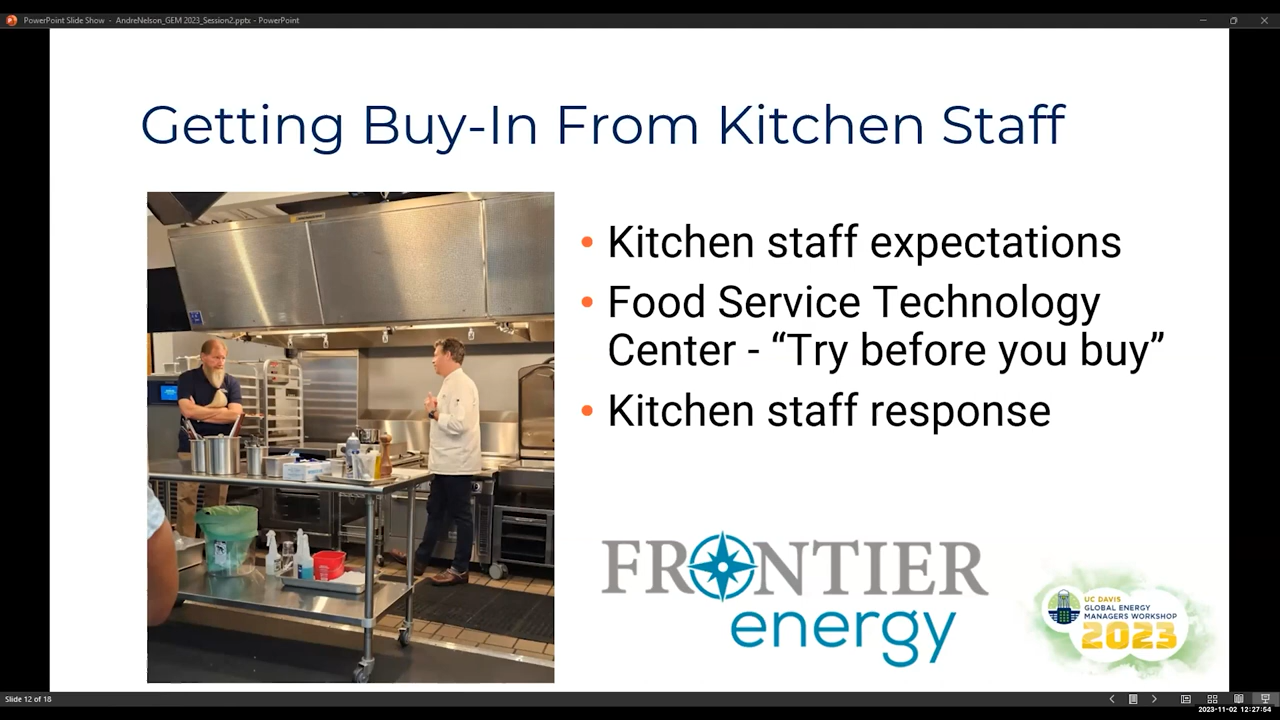 PowerPoint Slide Show - AndreNelson_GEM 2023_Session2.pptx - PowerPoint
Getting Buy-In From Kitchen Staff
• Kitchen staff expectations
• Food Service Technology
Center - “Try before you buy”
• Kitchen staff response
FRONTIER
energy
UC DAVIS
GLOBAL ENERGY
MANAGERS WORKSHOP
2023
Slide 12 of 18
2023-11-02 12:27:54